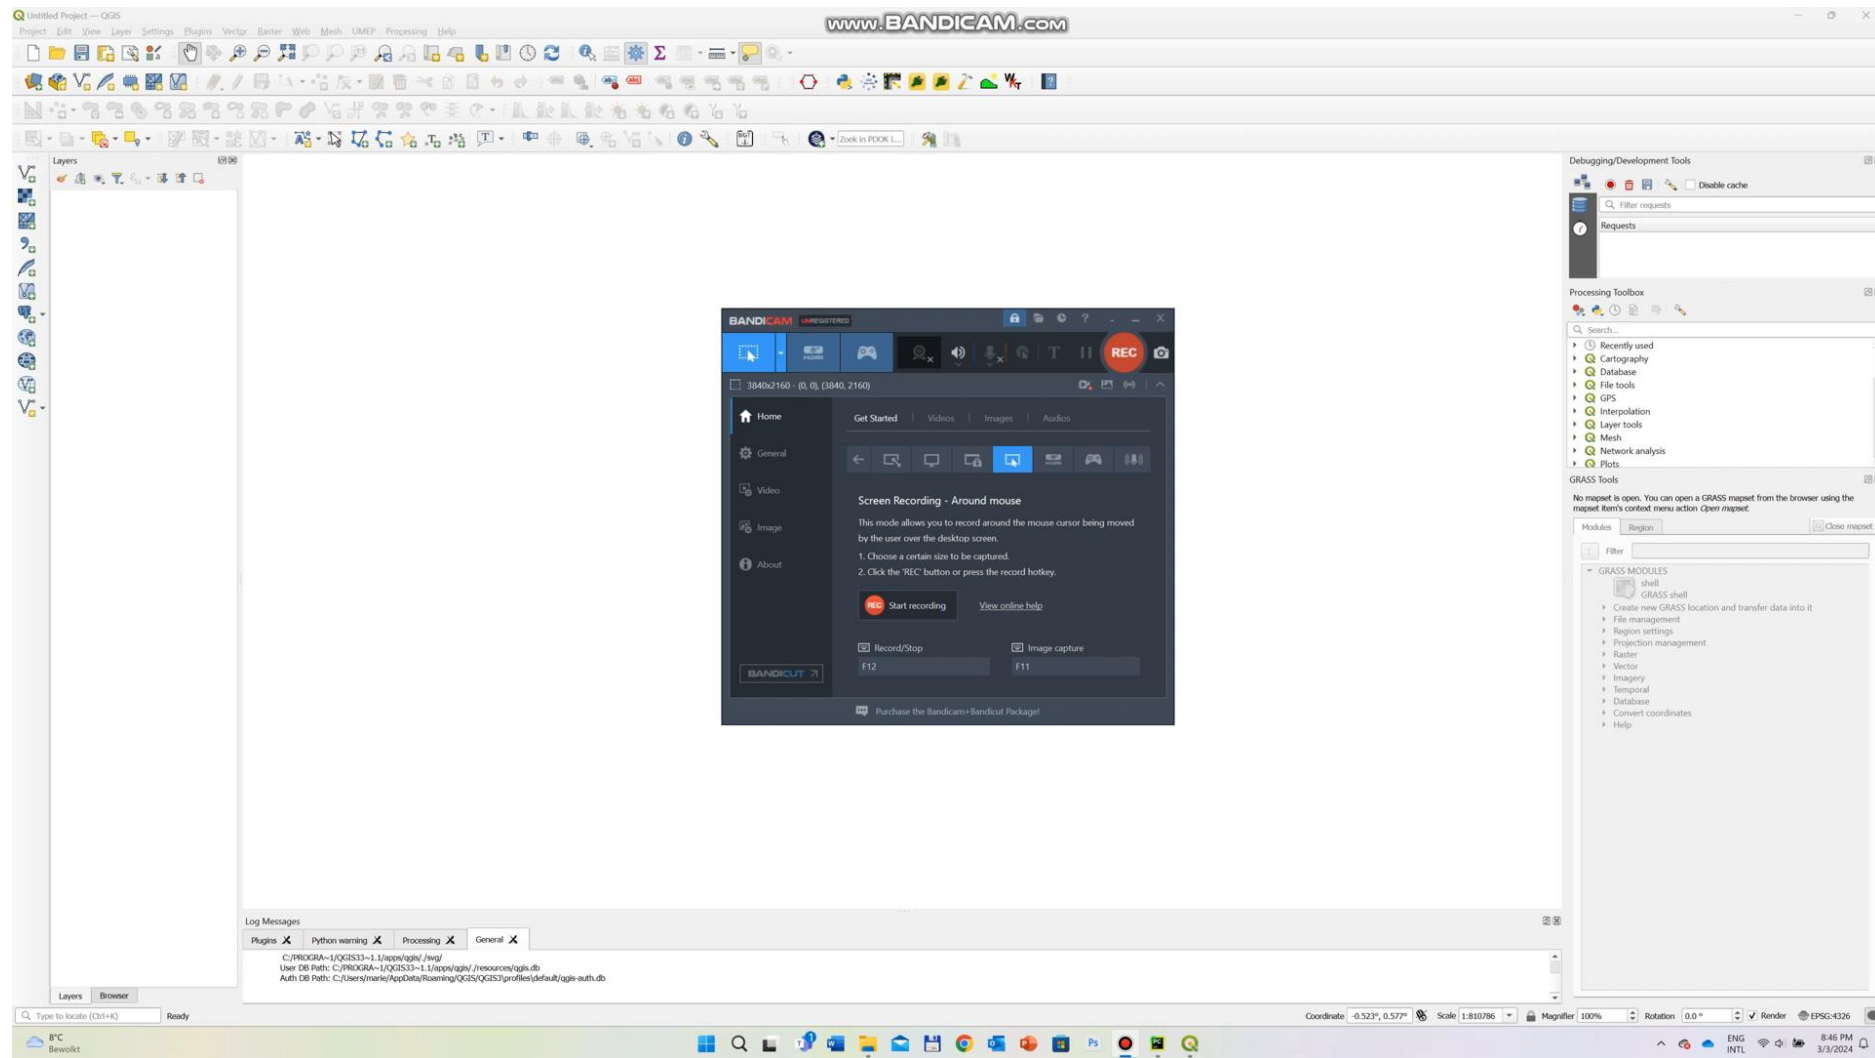 Untitled Project — QGIS
www.BANDICAM.com
Project Edit View Layer Settings Plugins Vector Raster Web Mesh UMEP Processing Help
Zoek in PDOK L...
Layers
Debugging/Development Tools
Disable cache
Filter requests
Requests
Processing Toolbox
Search...
Recently used
Cartography
Database
File tools
GPS
Interpolation
Layer tools
Mesh
Network analysis
Plots
GRASS Tools
No mapset is open. You can open a GRASS mapset from the browser using the
mapset item's context menu action Open mapset.
Modules Region Close mapset
Filter
GRASS MODULES
shell
GRASS shell
Create new GRASS location and transfer data into it
File management
Region settings
Projection management
Raster
Vector
Imagery
Temporal
Database
Convert coordinates
Help
BANDICAM UNREGISTERED
HDMI
REC
3840x2160 - (0, 0), (3840, 2160)
Home
General
Video
Image
About
BANDICUT
Get Started Videos Images Audios
Screen Recording - Around mouse
This mode allows you to record around the mouse cursor being moved
by the user over the desktop screen.
1. Choose a certain size to be captured.
2. Click the 'REC' button or press the record hotkey.
REC Start recording View online help
Record/Stop Image capture
F12 F11
Purchase the Bandicam+Bandicut Package!
Log Messages
Plugins Python warning Processing General
C:/PROGRA~1/QGIS33~1.1/apps/qgis/./svg/
User DB Path: C:/PROGRA~1/QGIS33~1.1/apps/qgis/./resources/qgis.db
Auth DB Path: C:/Users/marie/AppData/Roaming/QGIS/QGIS3\profiles\default/qgis-auth.db
Layers Browser
Type to locate (Ctrl+K) Ready
Coordinate -0.523°, 0.577° Scale 1:810786 Magnifier 100% Rotation 0.0 ° Render EPSG:4326
8°C
Bewolkt
ENG
INTL
8:46 PM
3/3/2024